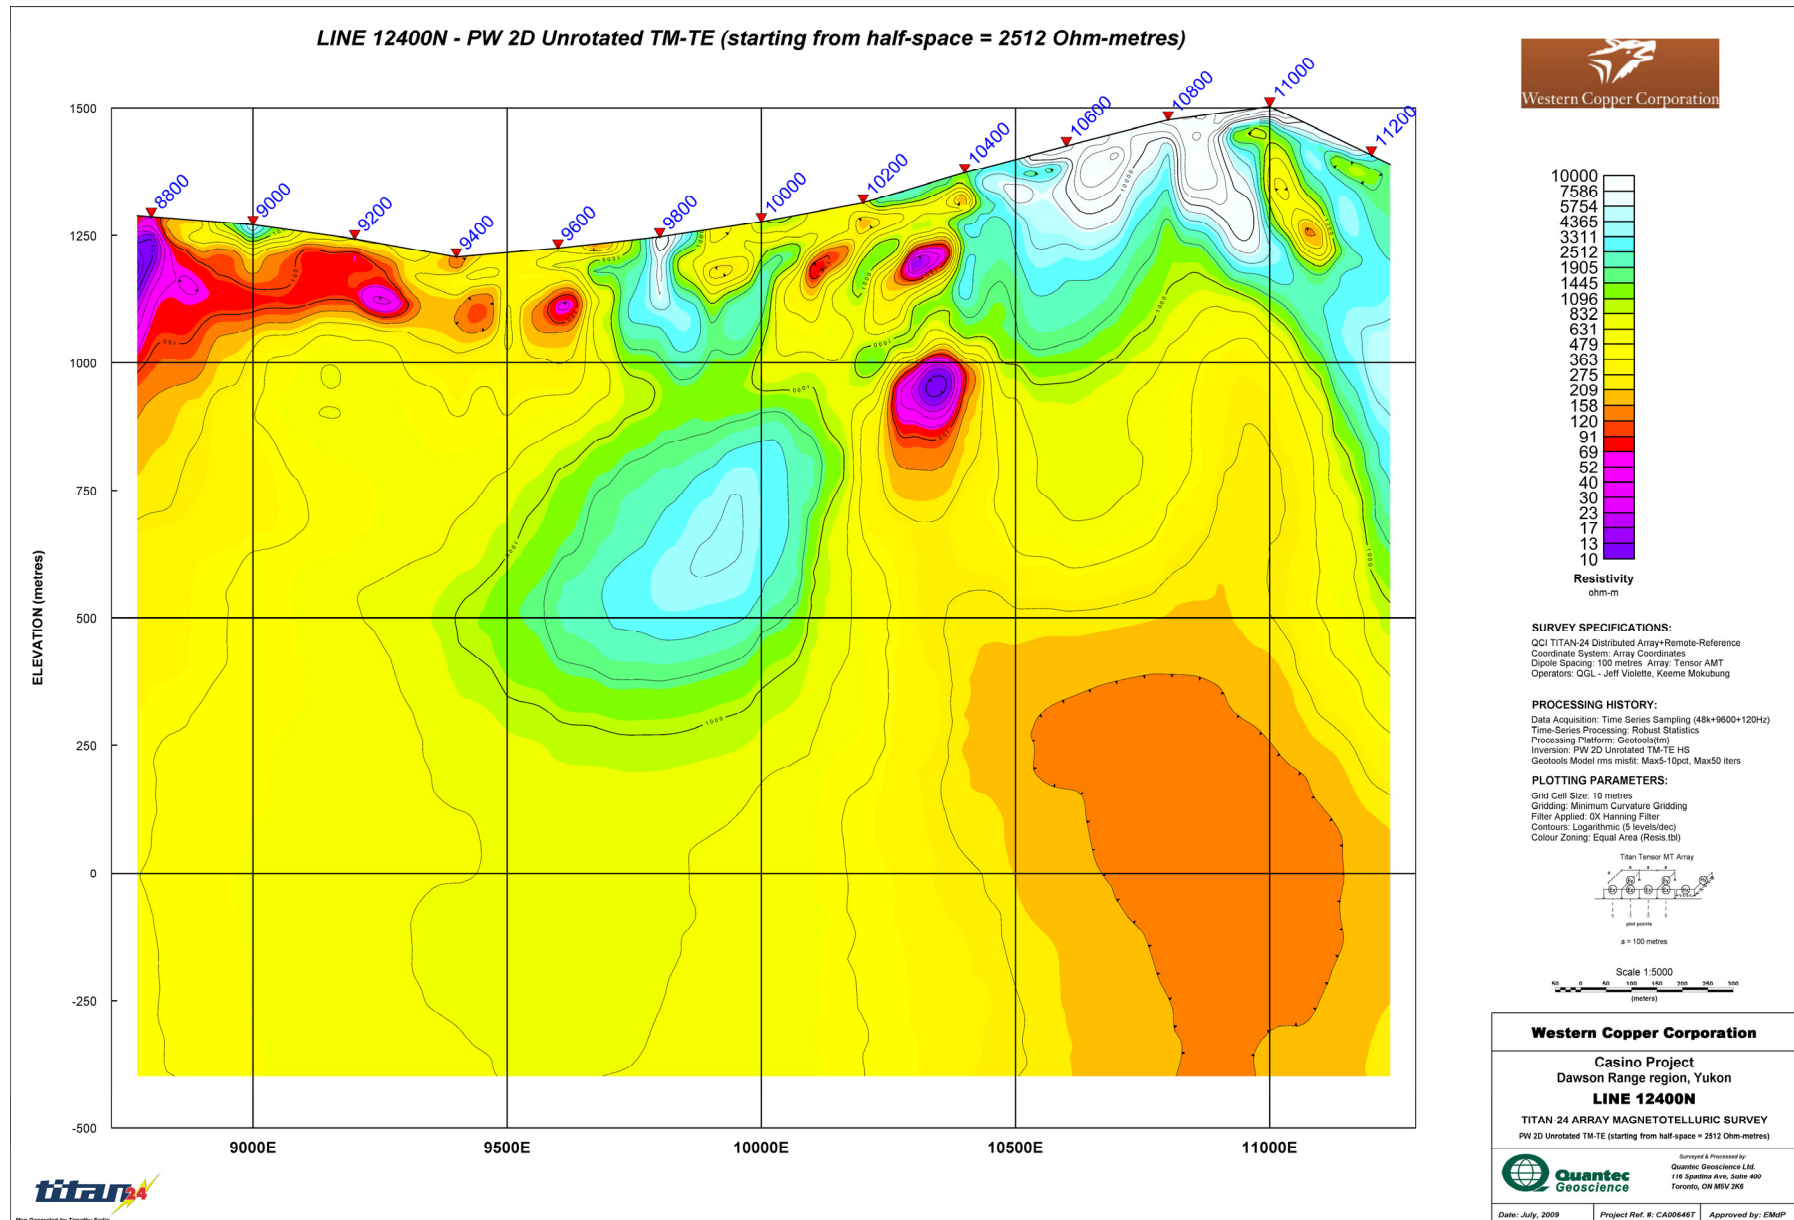 LINE 12400N - PW 2D Unrotated TM-TE (starting from half-space = 2512 Ohm-metres)
Western Copper Corporation
8800
9000
9200
9400
9600
9800
10000
10200
10400
10600
10800
11000
11200
1500
1250
1000
750
500
250
0
-250
-500
ELEVATION (metres)
9000E
9500E
10000E
10500E
11000E
10000
7586
5754
4365
3311
2512
1905
1445
1096
832
631
479
363
275
209
158
120
91
69
52
40
30
23
17
13
10
Resistivity
ohm-m
SURVEY SPECIFICATIONS:
QCI TITAN-24 Distributed Array+Remote-Reference
Coordinate System: Array Coordinates
Dipole Spacing: 100 metres Array: Tensor AMT
Operators: QGL - Jeff Violette, Keeme Mokubung
PROCESSING HISTORY:
Data Acquisition: Time Series Sampling (48k+9600+120Hz)
Time-Series Processing: Robust Statistics
Processing Platform: Geotools(tm)
Inversion: PW 2D Unrotated TM-TE HS
Geotools Model rms misfit: Max5-10pct, Max50 iters
PLOTTING PARAMETERS:
Grid Cell Size: 10 metres
Gridding: Minimum Curvature Gridding
Filter Applied: 0X Hanning Filter
Contours: Logarithmic (5 levels/dec)
Colour Zoning: Equal Area (Resis.tbl)
Titan Tensor MT Array
plot points
a = 100 metres
Scale 1:5000
50 0 50 100 150 200 250 300
(meters)
Western Copper Corporation
Casino Project
Dawson Range region, Yukon
LINE 12400N
TITAN-24 ARRAY MAGNETOTELLURIC SURVEY
PW 2D Unrotated TM-TE (starting from half-space = 2512 Ohm-metres)
Quantec
Geoscience
Surveyed & Processed by:
Quantec Geoscience Ltd.
116 Spadina Ave, Suite 400
Toronto, ON M5V 2K6
Date: July, 2009
Project Ref. #: CA00646T
Approved by: EMdP
titan24